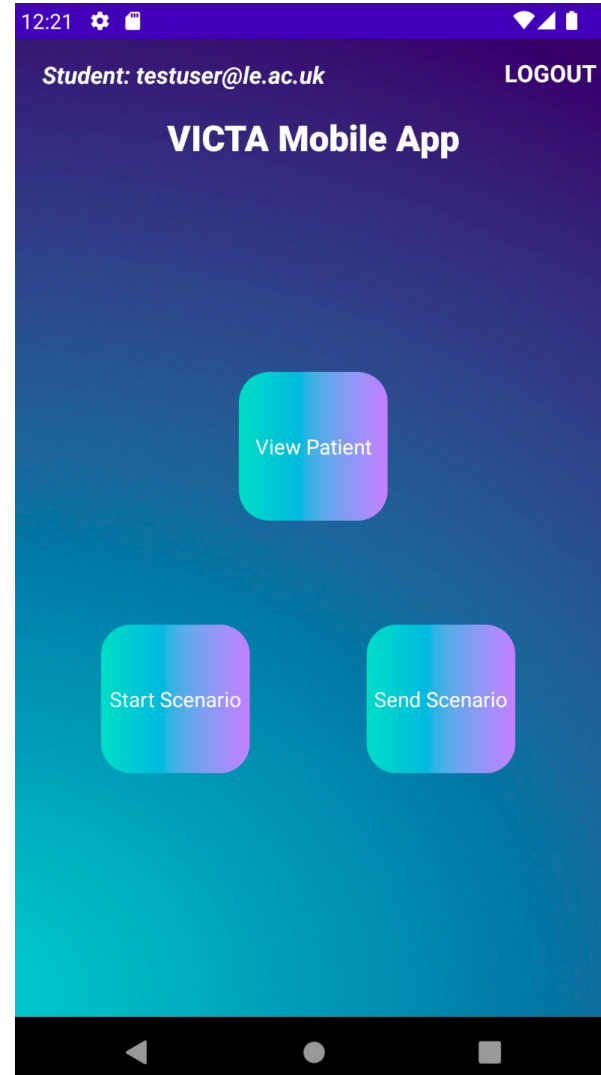 12:21
Student: testuser@le.ac.uk
LOGOUT
VICTA Mobile App
View Patient
Start Scenario
Send Scenario